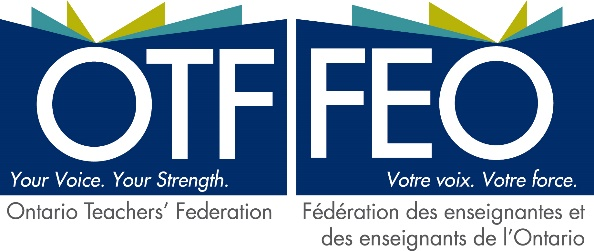 OTF
Your Voice. Your Strength.
Ontario Teachers' Federation
FEO
Votre voix. Votre force.
Fédération des enseignantes et
des enseignants de l'Ontario